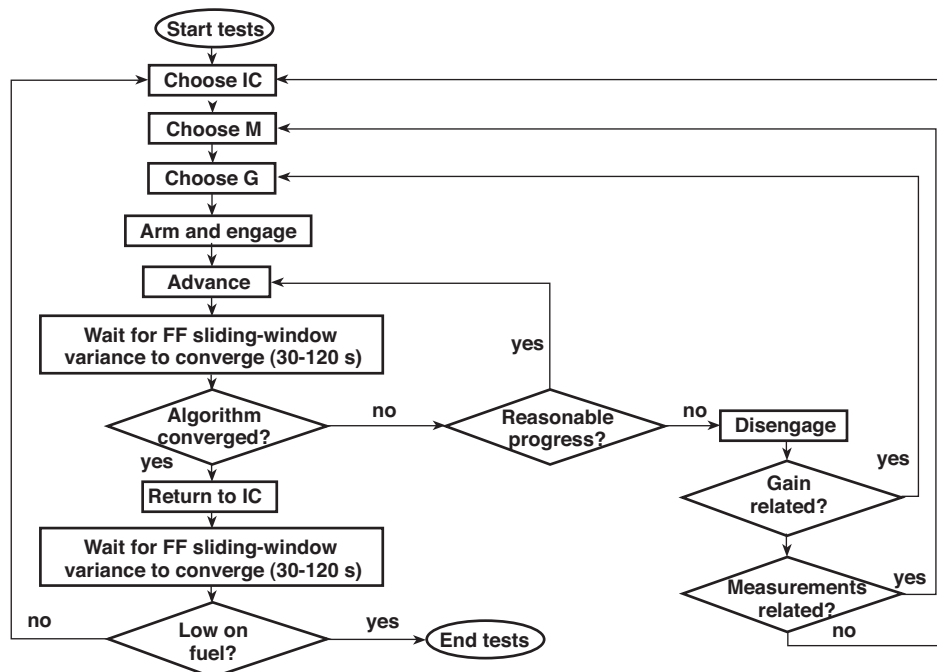 Start tests
Choose IC
Choose M
Choose G
Arm and engage
Advance
Wait for FF sliding-window
variance to converge (30-120 s)
yes
Algorithm
converged?
no
Reasonable
progress?
no
Disengage
yes
yes
Return to IC
Gain
related?
Wait for FF sliding-window
variance to converge (30-120 s)
Measurements
related?
yes
no
no
Low on
fuel?
yes
End tests